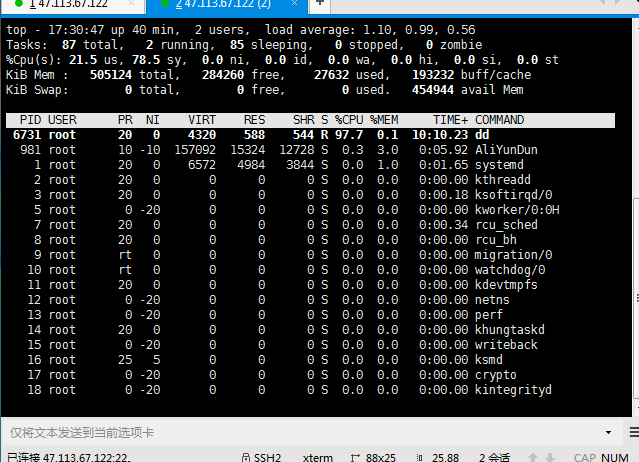 1 47.113.67.122 × 2 47.113.67.122 (2) × +
top - 17:30:47 up 40 min, 2 users, load average: 1.10, 0.99, 0.56
Tasks: 87 total, 2 running, 85 sleeping, 0 stopped, 0 zombie
%Cpu(s): 21.5 us, 78.5 sy, 0.0 ni, 0.0 id, 0.0 wa, 0.0 hi, 0.0 si, 0.0 st
KiB Mem : 505124 total, 284260 free, 27632 used, 193232 buff/cache
KiB Swap: 0 total, 0 free, 0 used. 454944 avail Mem
PID USER PR NI VIRT RES SHR S %CPU %MEM TIME+ COMMAND
6731 root 20 0 4320 588 544 R 97.7 0.1 10:10.23 dd
981 root 10 -10 157092 15324 12728 S 0.3 3.0 0:05.92 AliYunDun
1 root 20 0 6572 4984 3844 S 0.0 1.0 0:01.65 systemd
2 root 20 0 0 0 0 S 0.0 0.0 0:00.00 kthreadd
3 root 20 0 0 0 0 S 0.0 0.0 0:00.18 ksoftirqd/0
5 root 0 -20 0 0 0 S 0.0 0.0 0:00.00 kworker/0:0H
7 root 20 0 0 0 0 S 0.0 0.0 0:00.34 rcu_sched
8 root 20 0 0 0 0 S 0.0 0.0 0:00.00 rcu_bh
9 root rt 0 0 0 0 S 0.0 0.0 0:00.00 migration/0
10 root rt 0 0 0 0 S 0.0 0.0 0:00.00 watchdog/0
11 root 20 0 0 0 0 S 0.0 0.0 0:00.00 kdevtmpfs
12 root 0 -20 0 0 0 S 0.0 0.0 0:00.00 netns
13 root 0 -20 0 0 0 S 0.0 0.0 0:00.00 perf
14 root 20 0 0 0 0 S 0.0 0.0 0:00.00 khungtaskd
15 root 0 -20 0 0 0 S 0.0 0.0 0:00.00 writeback
16 root 25 5 0 0 0 S 0.0 0.0 0:00.00 ksmd
17 root 0 -20 0 0 0 S 0.0 0.0 0:00.00 crypto
18 root 0 -20 0 0 0 S 0.0 0.0 0:00.00 kintegrityd
仅将文本发送到当前选项卡
已连接 47.113.67.122:22。 SSH2 xterm 88x25 25,88 2 会话 CAP NUM